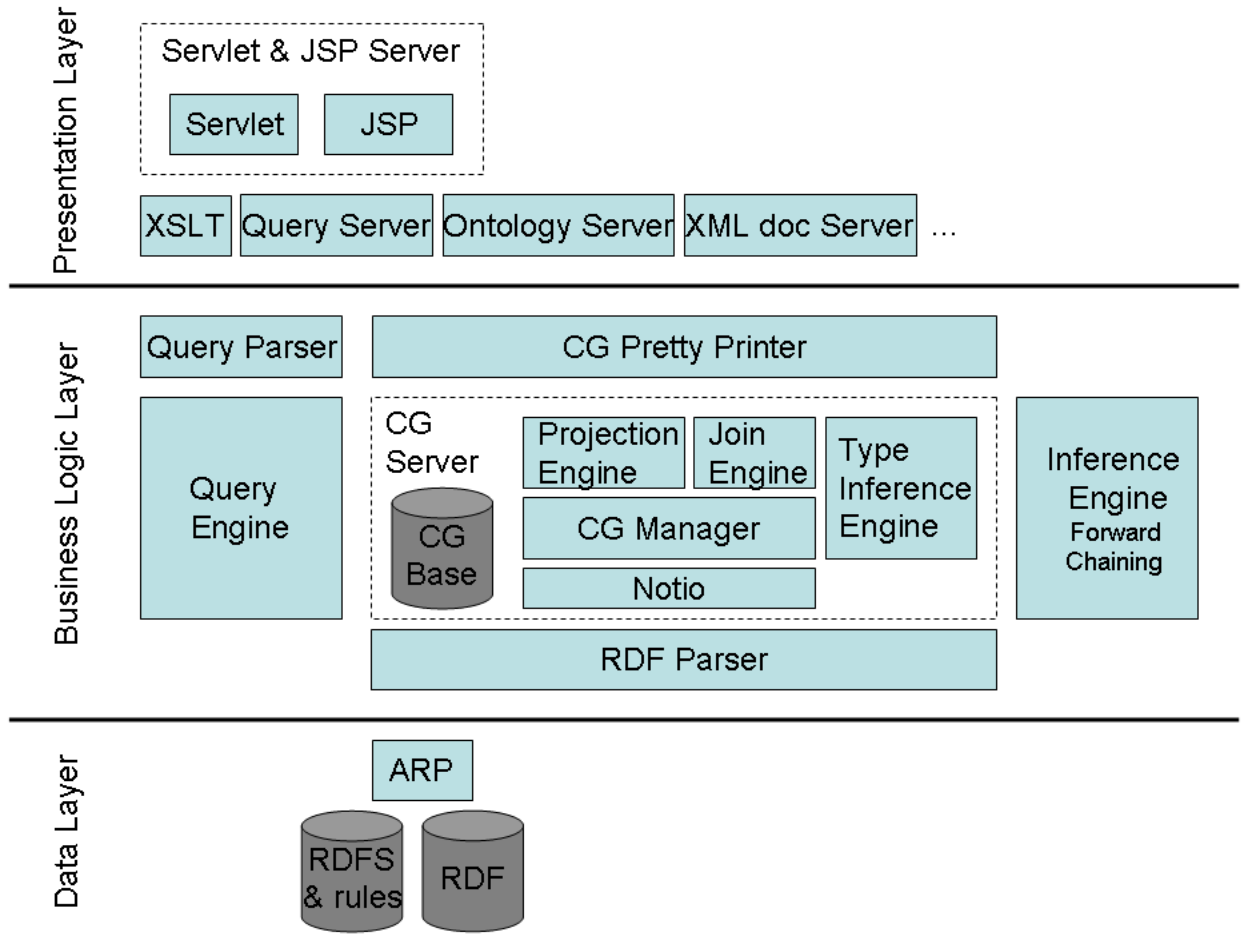 Presentation Layer
Servlet & JSP Server
Servlet
JSP
XSLT
Query Server
Ontology Server
XML doc Server
...
Business Logic Layer
Query Parser
CG Pretty Printer
Query
Engine
CG
Server
CG
Base
Projection
Engine
Join
Engine
Type
Inference
Engine
CG Manager
Notio
Inference
Engine
Forward
Chaining
RDF Parser
Data Layer
ARP
RDFS
& rules
RDF